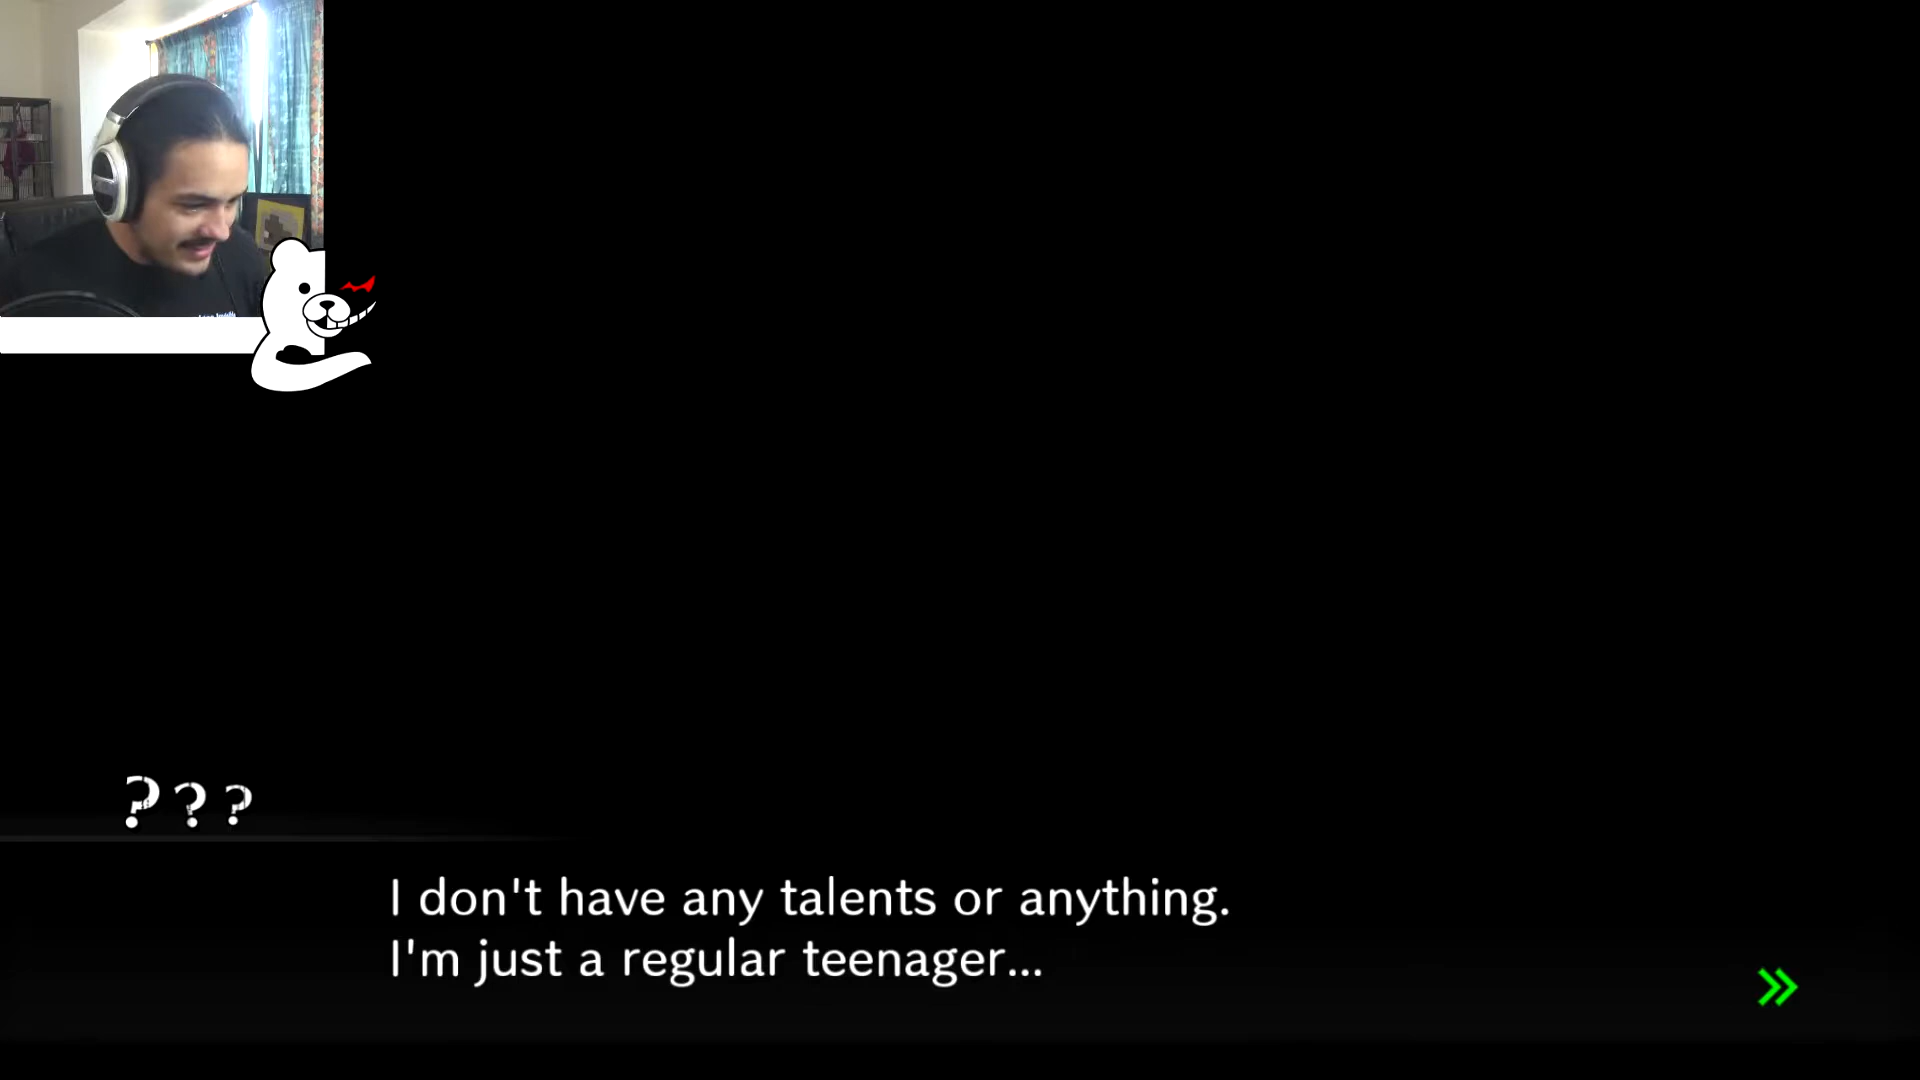 ???
I don't have any talents or anything.
I'm just a regular teenager...